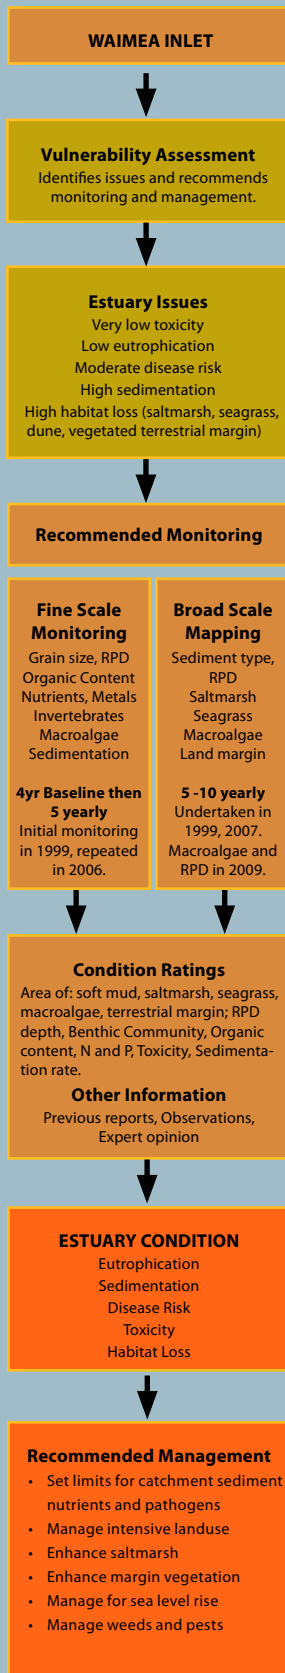 WAIMEA INLET
Vulnerability Assessment
Identifies issues and recommends
monitoring and management.
Estuary Issues
Very low toxicity
Low eutrophication
Moderate disease risk
High sedimentation
High habitat loss (saltmarsh, seagrass,
dune, vegetated terrestrial margin)
Recommended Monitoring
Fine Scale
Monitoring
Grain size, RPD
Organic Content
Nutrients, Metals
Invertebrates
Macroalgae
Sedimentation
4yr Baseline then
5 yearly
Initial monitoring
in 1999, repeated
in 2006.
Broad Scale
Mapping
Sediment type,
RPD
Saltmarsh
Seagrass
Macroalgae
Land margin
5 -10 yearly
Undertaken in
1999, 2007.
Macroalgae and
RPD in 2009.
Condition Ratings
Area of: soft mud, saltmarsh, seagrass,
macroalgae, terrestrial margin; RPD
depth, Benthic Community, Organic
content, N and P, Toxicity, Sedimenta-
tion rate.
Other Information
Previous reports, Observations,
Expert opinion
ESTUARY CONDITION
Eutrophication
Sedimentation
Disease Risk
Toxicity
Habitat Loss
Recommended Management
• Set limits for catchment sediment
nutrients and pathogens
• Manage intensive landuse
• Enhance saltmarsh
• Enhance margin vegetation
• Manage for sea level rise
• Manage weeds and pests